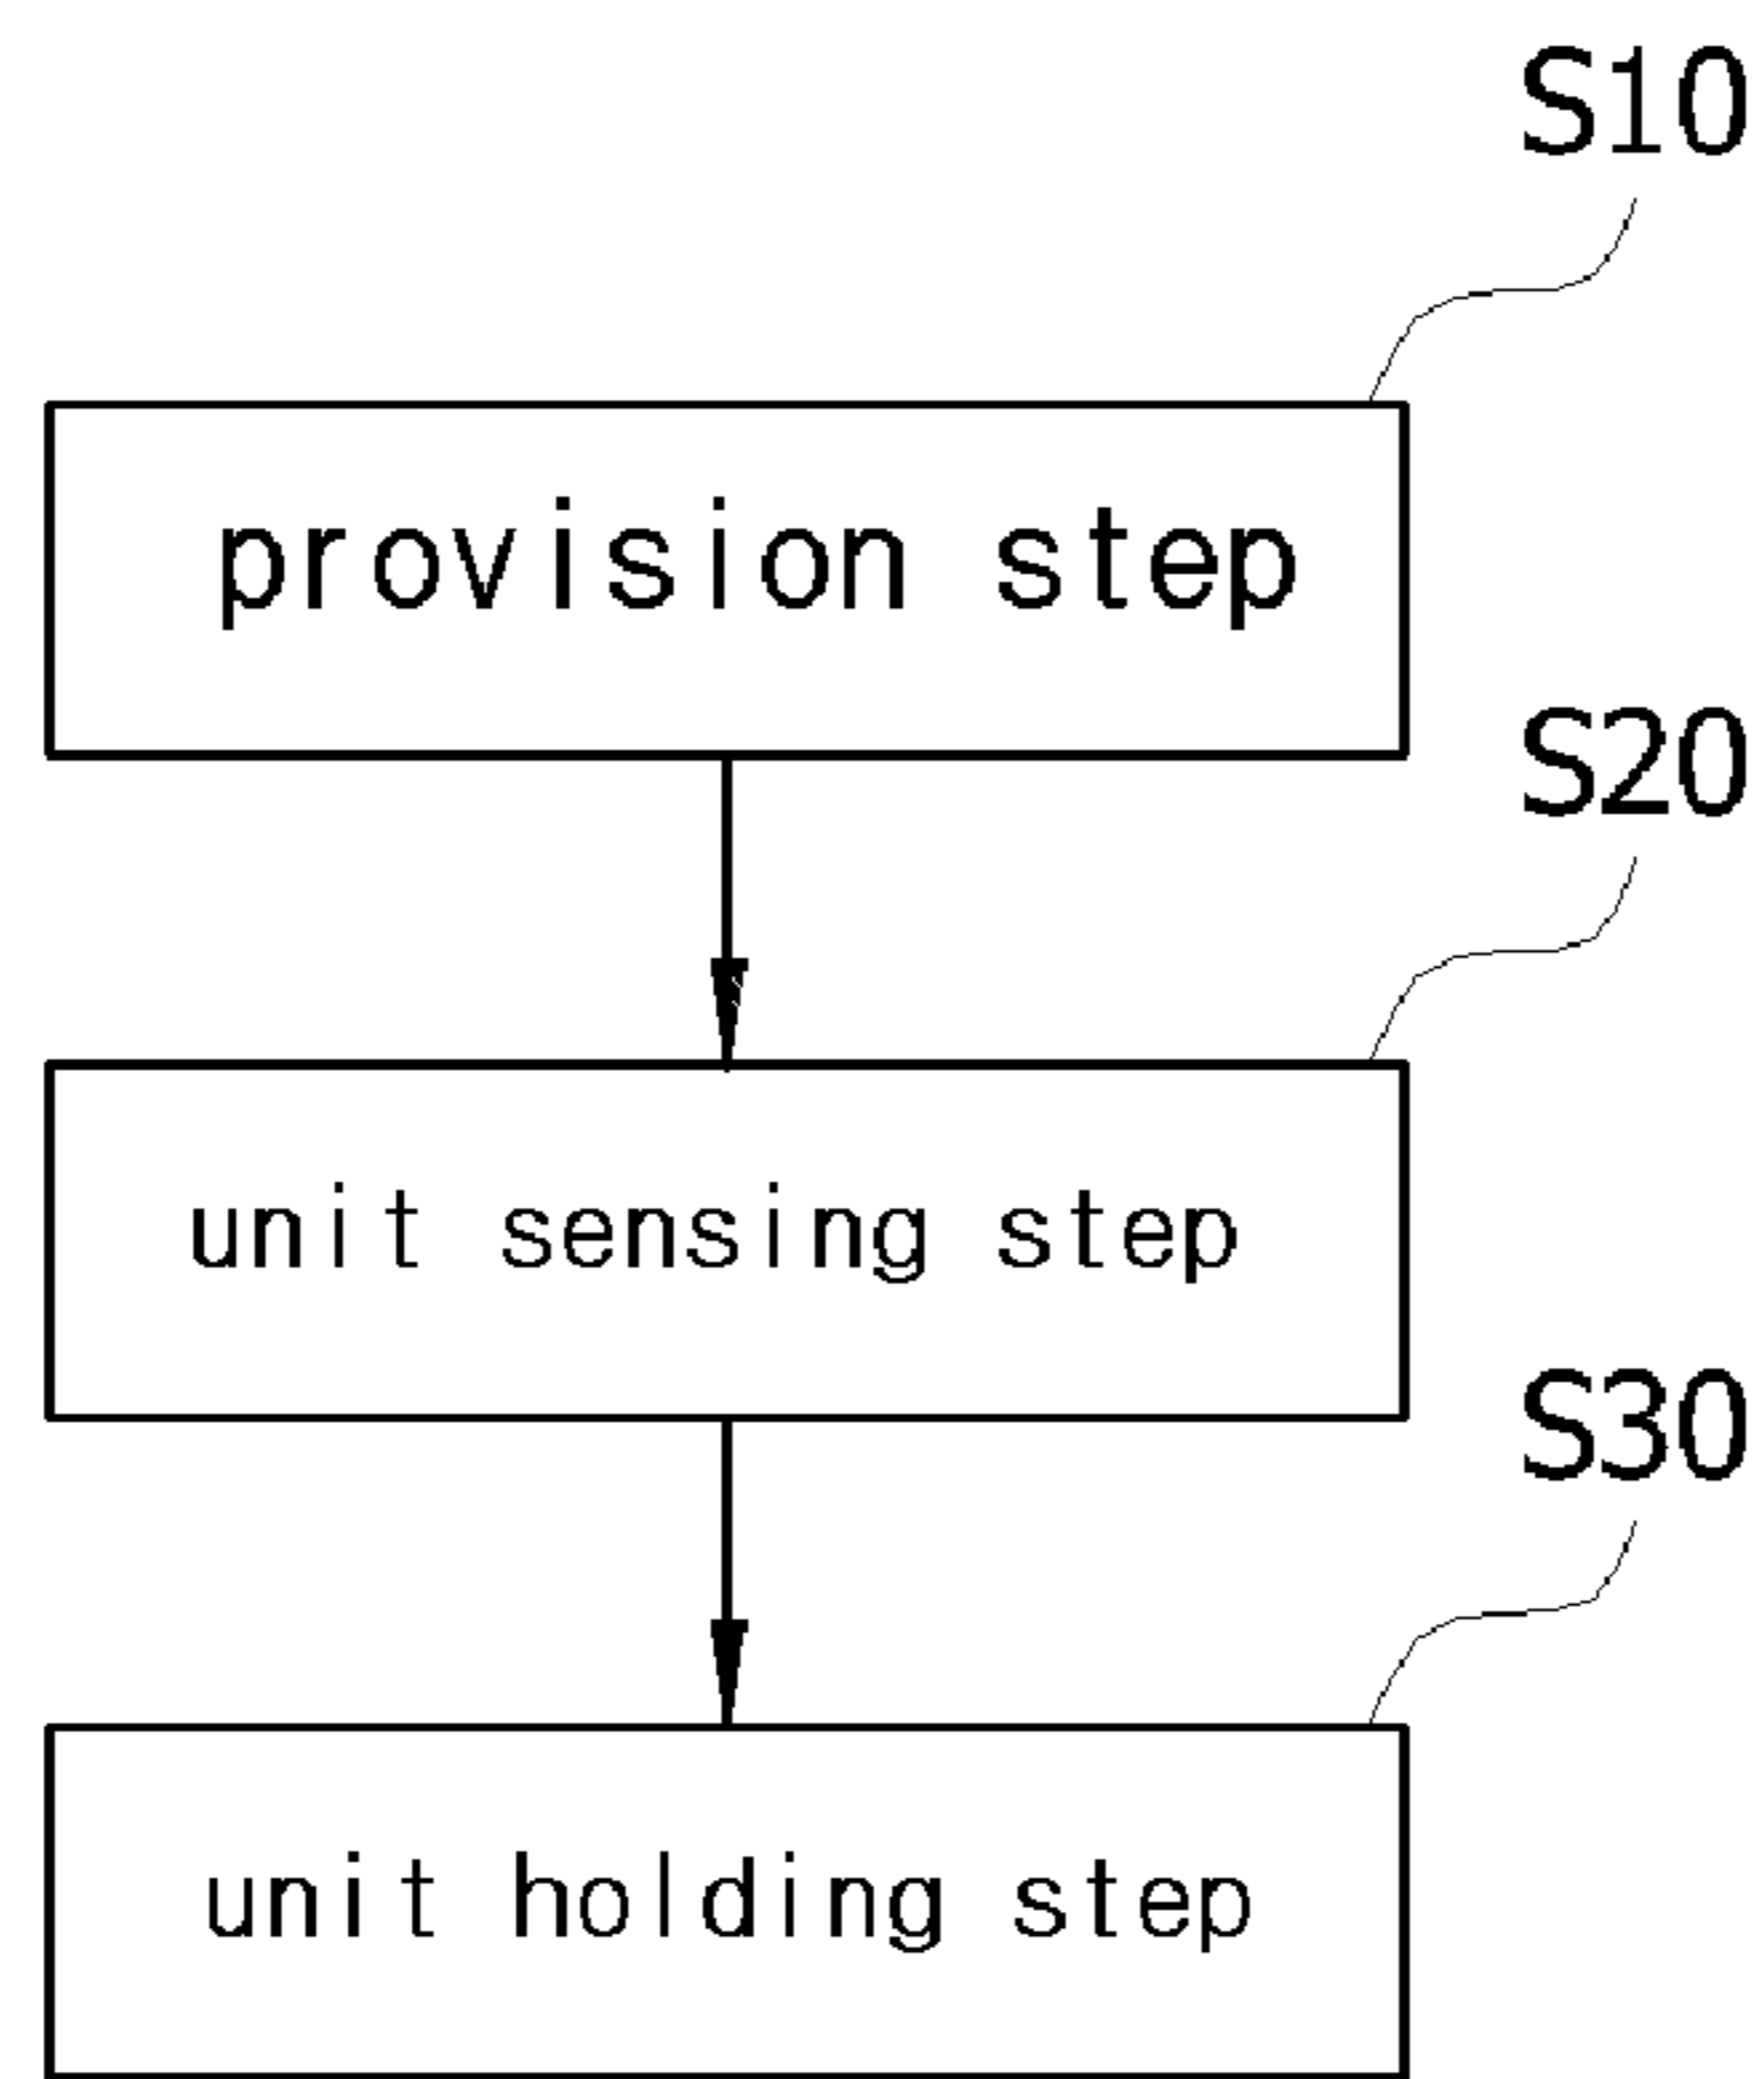 S10
provision step
S20
unit sensing step
S30
unit holding step